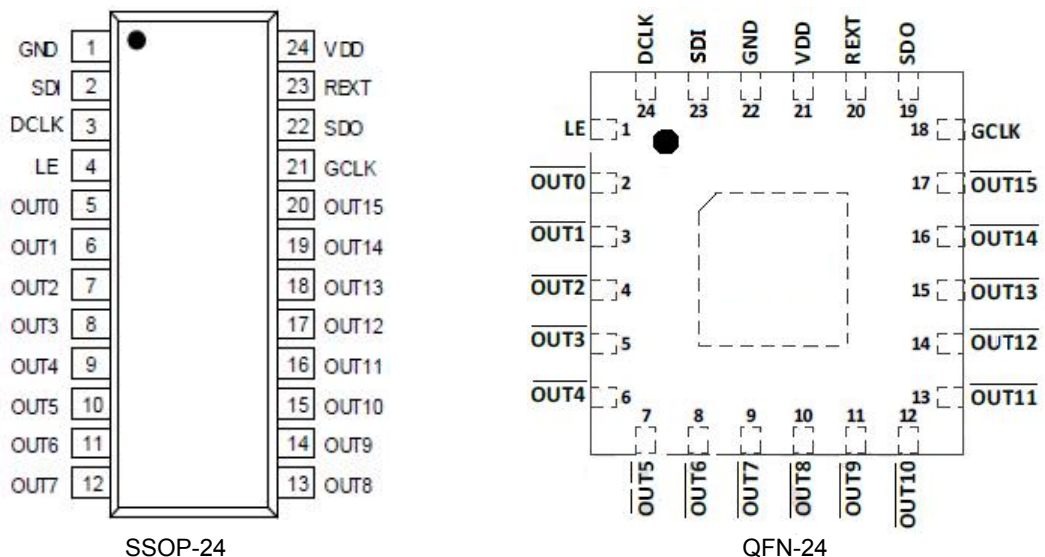 GND 1 24 VDD
SDI 2 23 REXT
DCLK 3 22 SDO
LE 4 21 GCLK
OUT0 5 20 OUT15
OUT1 6 19 OUT14
OUT2 7 18 OUT13
OUT3 8 17 OUT12
OUT4 9 16 OUT11
OUT5 10 15 OUT10
OUT6 11 14 OUT9
OUT7 12 13 OUT8
SSOP-24
DCLK SDI GND VDD REXT SDO
24 23 22 21 20 19
LE 1 18 GCLK
OUT0 2 17 OUT15
OUT1 3 16 OUT14
OUT2 4 15 OUT13
OUT3 5 14 OUT12
OUT4 6 13 OUT11
7 8 9 10 11 12
OUT5 OUT6 OUT7 OUT8 OUT9 OUT10
QFN-24